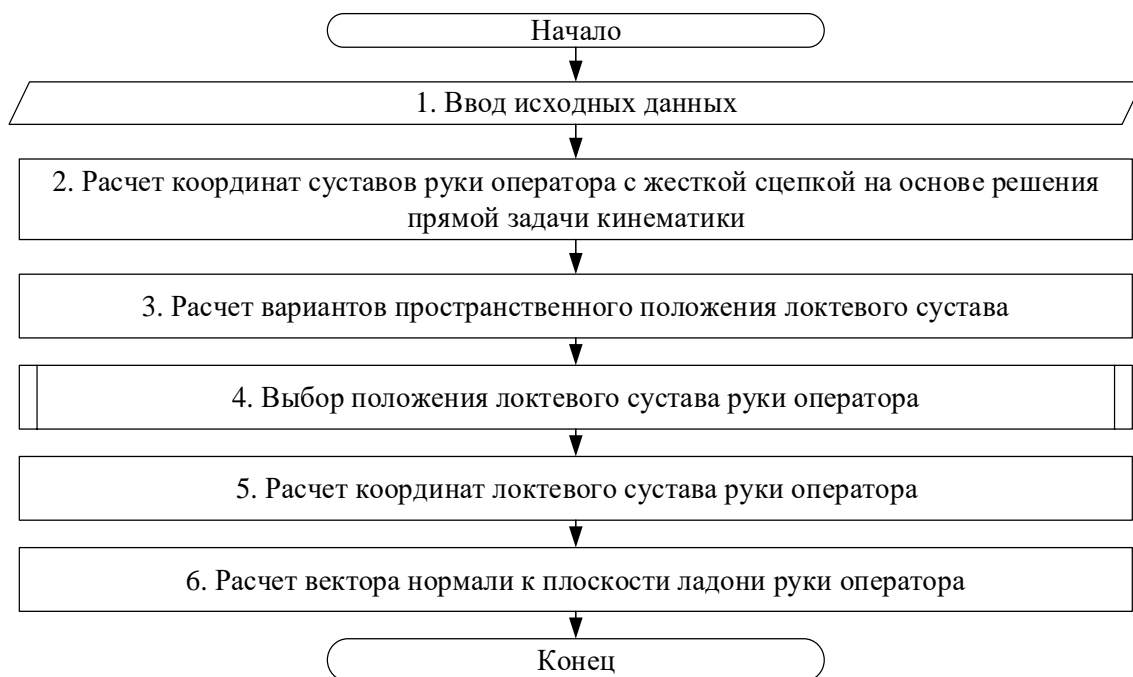 Начало
1. Ввод исходных данных
2. Расчет координат суставов руки оператора с жесткой сцепкой на основе решения
прямой задачи кинематики
3. Расчет вариантов пространственного положения локтевого сустава
4. Выбор положения локтевого сустава руки оператора
5. Расчет координат локтевого сустава руки оператора
6. Расчет вектора нормали к плоскости ладони руки оператора
Конец